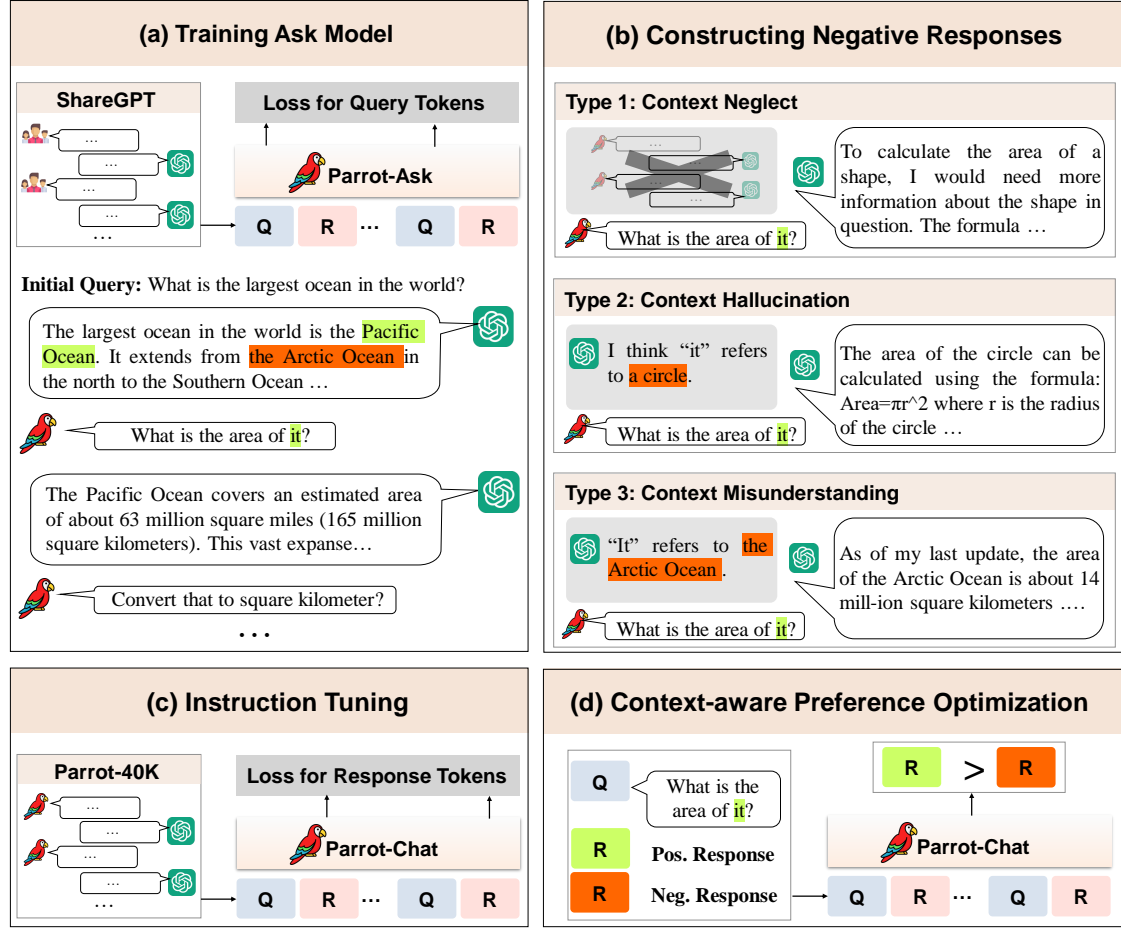 (a) Training Ask Model
ShareGPT
...
...
...
...
...
Loss for Query Tokens
Parrot-Ask
Q R ... Q R
Initial Query: What is the largest ocean in the world?
The largest ocean in the world is the Pacific
Ocean. It extends from the Arctic Ocean in
the north to the Southern Ocean ...
What is the area of it?
The Pacific Ocean covers an estimated area
of about 63 million square miles (165 million
square kilometers). This vast expanse...
Convert that to square kilometer?
...
(b) Constructing Negative Responses
Type 1: Context Neglect
...
...
...
...
What is the area of it?
To calculate the area of a
shape, I would need more
information about the shape in
question. The formula ...
Type 2: Context Hallucination
I think “it” refers
to a circle.
What is the area of it?
The area of the circle can be
calculated using the formula:
Area=πr^2 where r is the radius
of the circle ...
Type 3: Context Misunderstanding
“It” refers to the
Arctic Ocean .
What is the area of it?
As of my last update, the area
of the Arctic Ocean is about 14
mill-ion square kilometers ....
(c) Instruction Tuning
Parrot-40K
...
...
...
...
...
Loss for Response Tokens
Parrot-Chat
Q R ... Q R
(d) Context-aware Preference Optimization
Q
What is the
area of it?
R Pos. Response
R Neg. Response
R > R
Parrot-Chat
Q R ... Q R